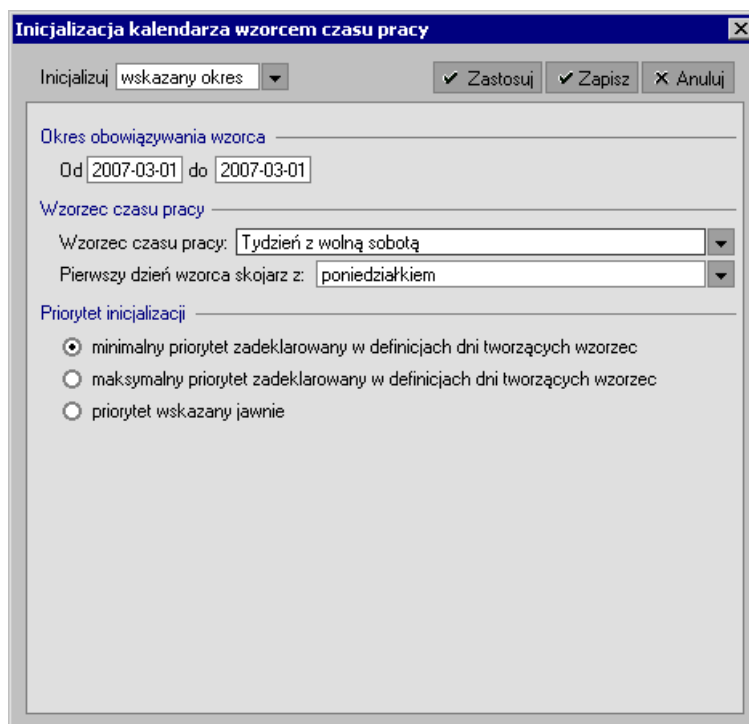 Inicjalizacja kalendarza wzorcem czasu pracy
Inicjalizuj wskazany okres Zastosuj Zapisz Anuluj
Okres obowiązywania wzorca
Od 2007-03-01 do 2007-03-01
Wzorzec czasu pracy
Wzorzec czasu pracy: Tydzień z wolną sobotą
Pierwszy dzień wzorca skojarz z: poniedziałkiem
Priorytet inicjalizacji
minimalny priorytet zadeklarowany w definicjach dni tworzących wzorzec
maksymalny priorytet zadeklarowany w definicjach dni tworzących wzorzec
priorytet wskazany jawnie